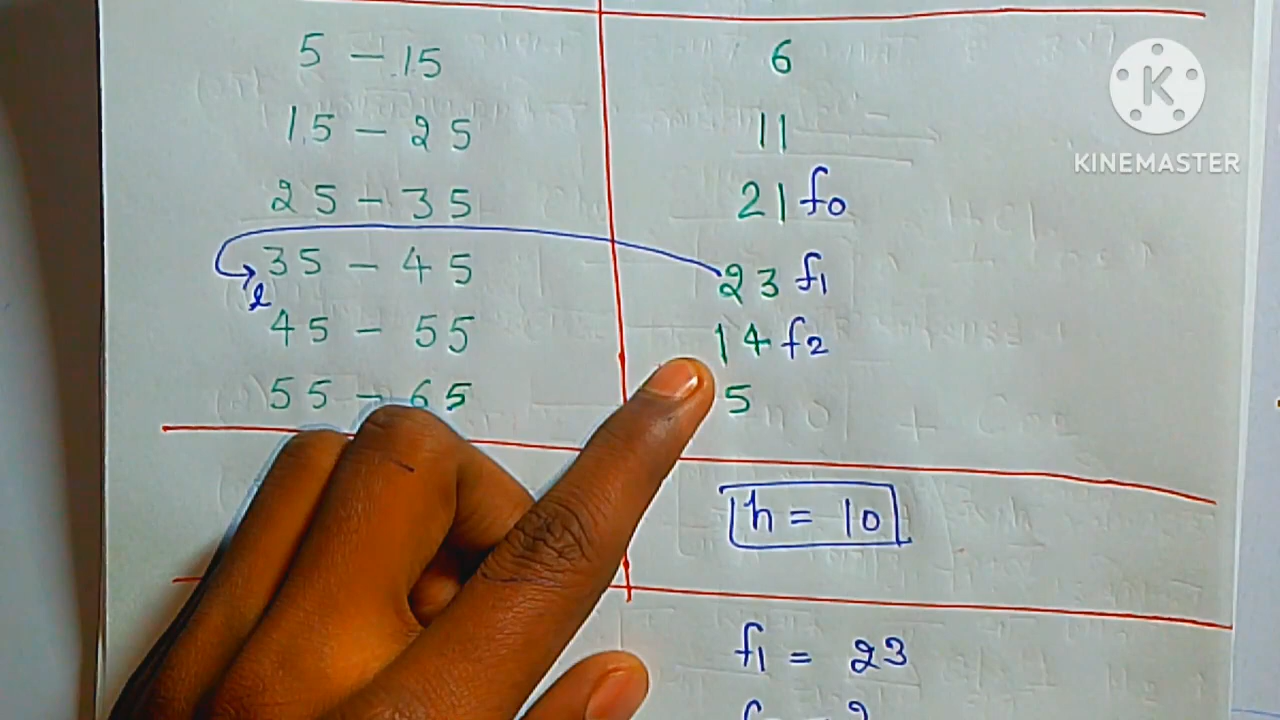 5 - 15 6
15 - 25 11
25 - 35 21 f0
35 - 45 23 f1
l
45 - 55 14 f2
55 - 65 5
h = 10
f1 = 23
K
KINEMASTER